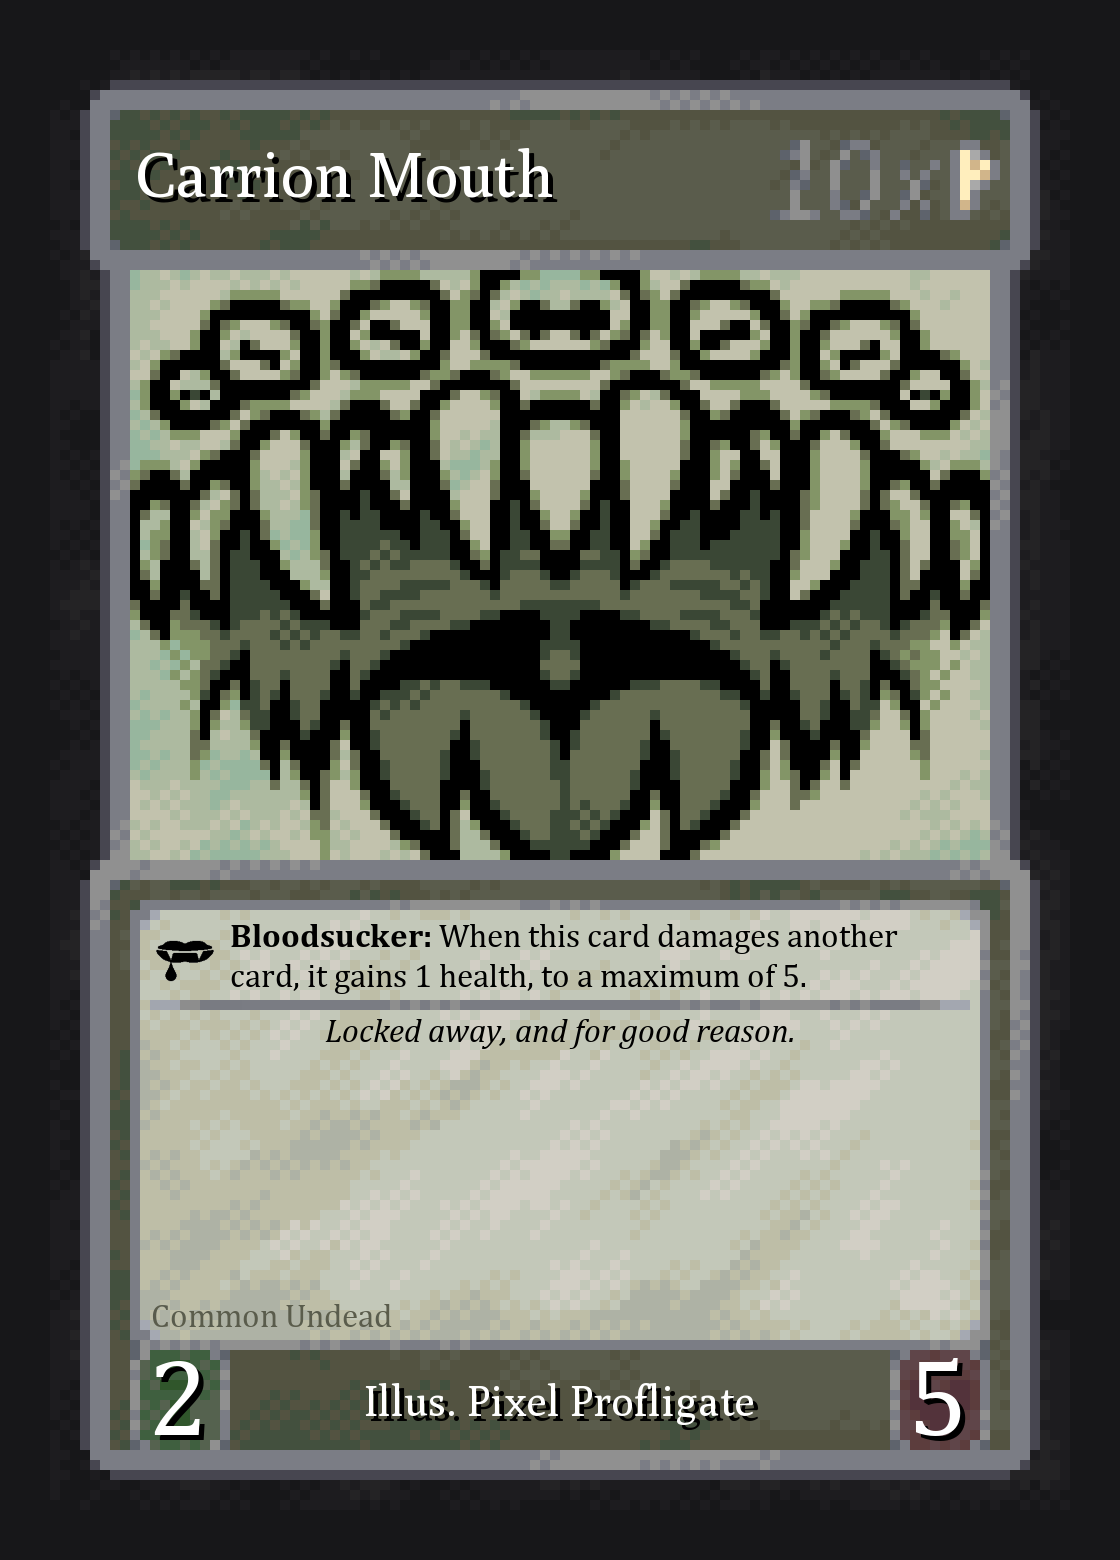 Carrion Mouth 10x
Bloodsucker: When this card damages another
card, it gains 1 health, to a maximum of 5.
Locked away, and for good reason.
Common Undead
2 Illus. Pixel Profligate 5